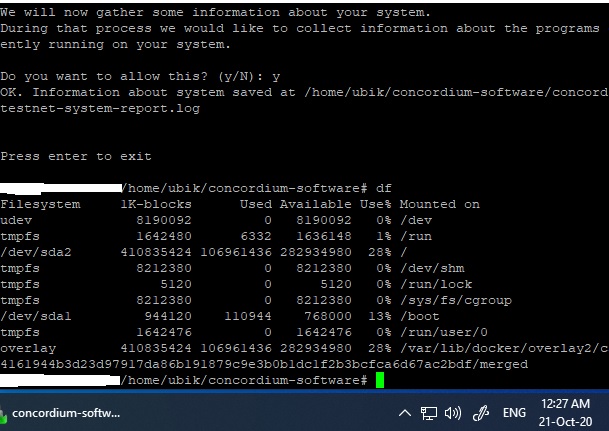 We will now gather some information about your system.
During that process we would like to collect information about the programs
ently running on your system.
Do you want to allow this? (y/N): y
OK. Information about system saved at /home/ubik/concordium-software/concord
testnet-system-report.log
Press enter to exit
/home/ubik/concordium-software# df
Filesystem 1K-blocks Used Available Use% Mounted on
udev 8190092 0 8190092 0% /dev
tmpfs 1642480 6332 1636148 1% /run
/dev/sda2 410835424 106961436 282934980 28% /
tmpfs 8212380 0 8212380 0% /dev/shm
tmpfs 5120 0 5120 0% /run/lock
tmpfs 8212380 0 8212380 0% /sys/fs/cgroup
/dev/sda1 944120 110944 768000 13% /boot
tmpfs 1642476 0 1642476 0% /run/user/0
overlay 410835424 106961436 282934980 28% /var/lib/docker/overlay2/c
4161944b3d23d97917da86b191879c9e3b0b1dc1f2b3bcfca6d67ac2bdf/merged
/home/ubik/concordium-software#
concordium-softw...
ENG
12:27 AM
21-Oct-20